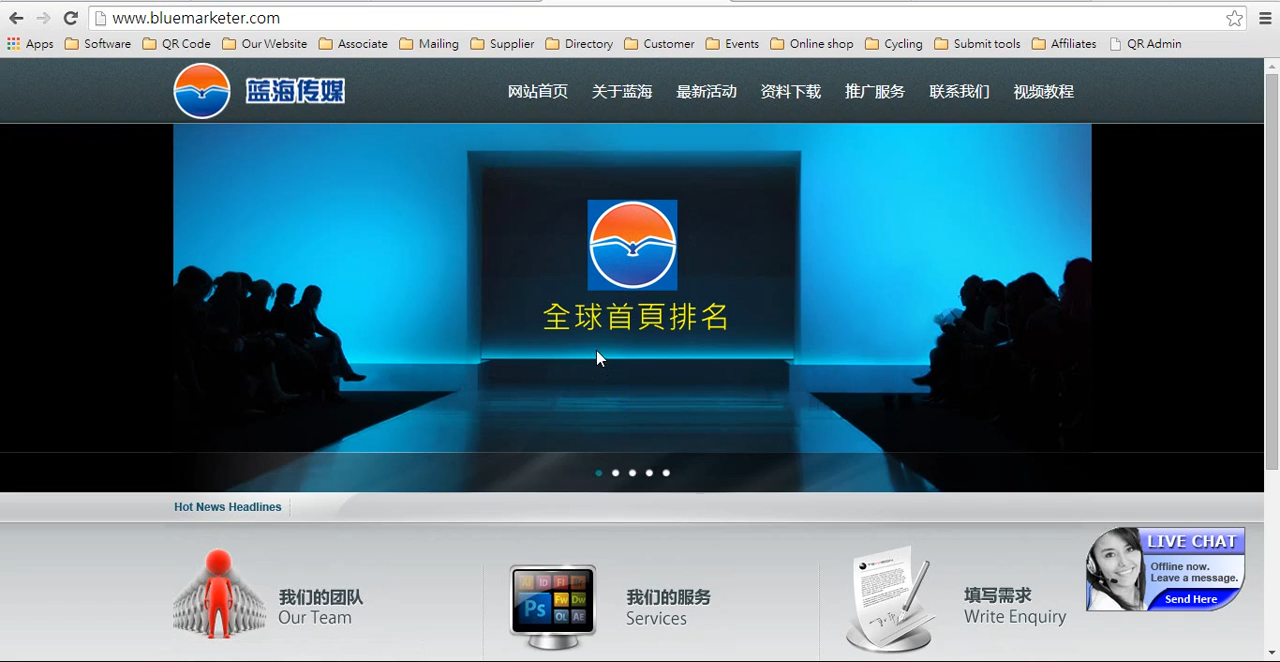 www.bluemarketer.com
Apps Software QR Code Our Website Associate Mailing Supplier Directory Customer Events Online shop Cycling Submit tools Affiliates QR Admin
蓝海传媒
网站首页 关于蓝海 最新活动 资料下载 推广服务 联系我们 视频教程
全球首頁排名
Hot News Headlines
LIVE CHAT
Offline now.
Leave a message.
Send Here
我们的团队
Our Team
Ps
Fw
Dw
我们的服务
Services
填写需求
Write Enquiry